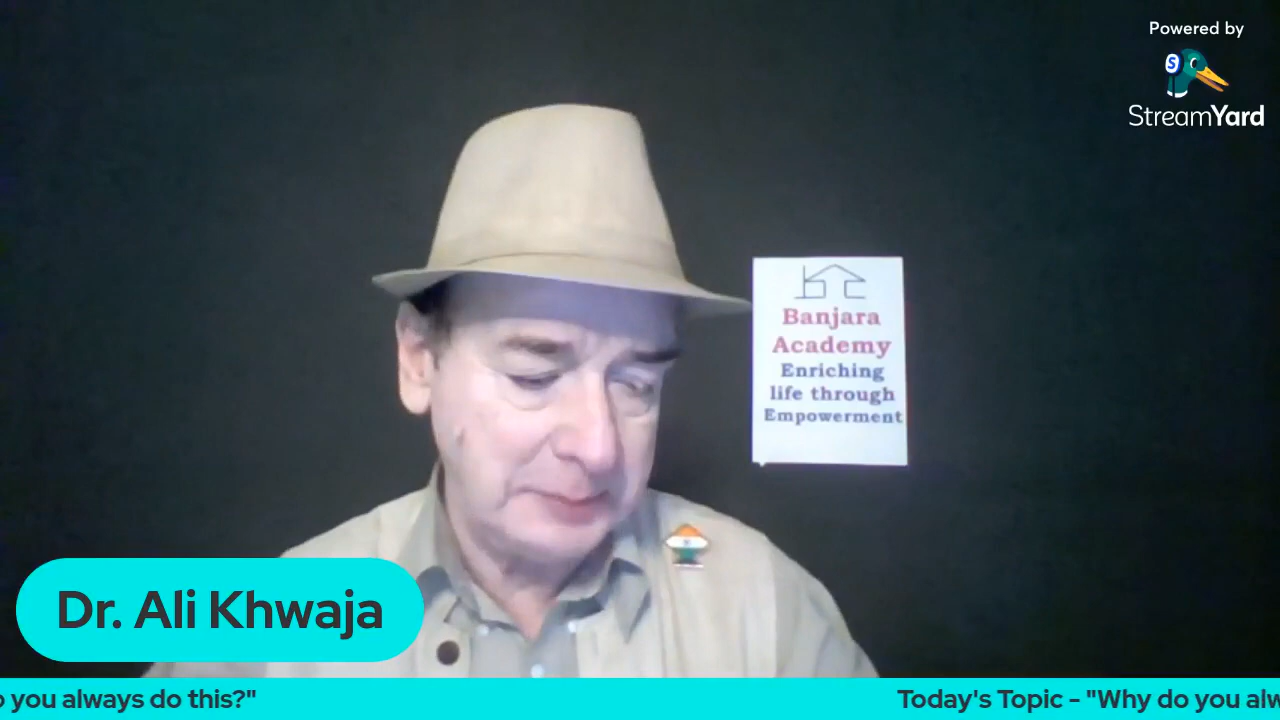 Powered by
StreamYard
Banjara
Academy
Enriching
life through
Empowerment
Dr. Ali Khwaja
you always do this?"
Today's Topic - "Why do you